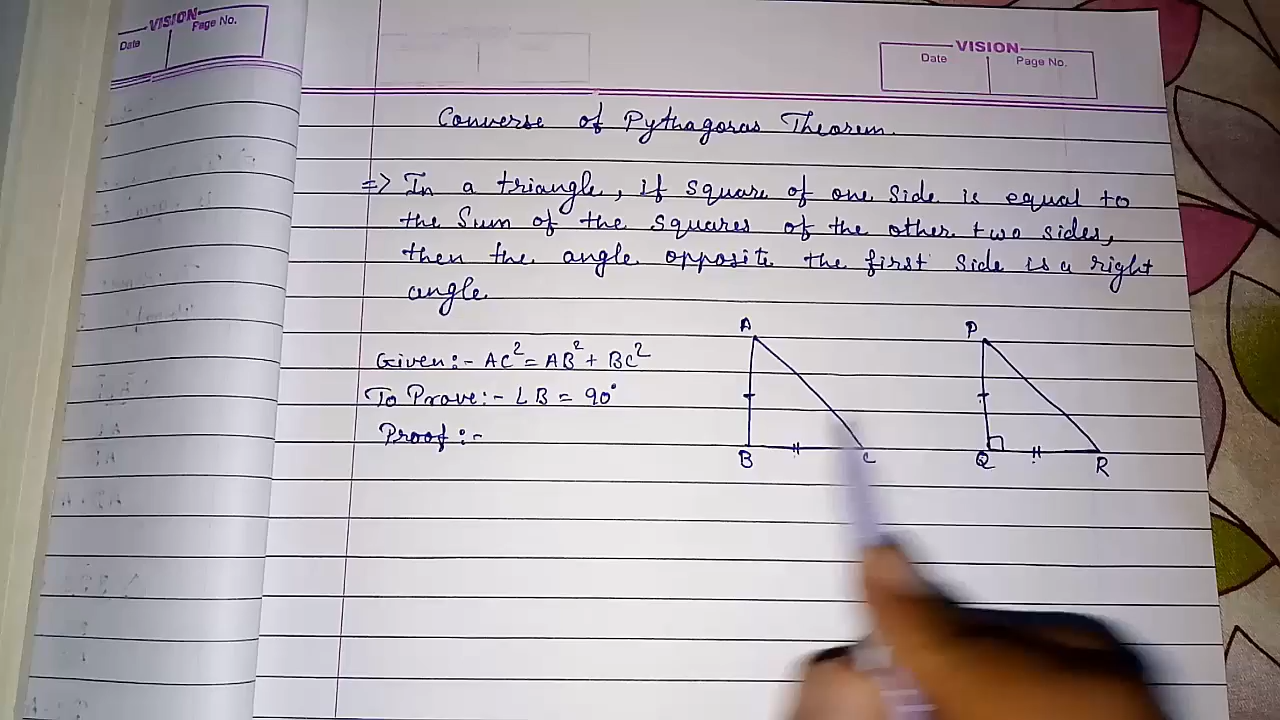 VISION
Date Page No.
VISION
Date Page No.
Converse of Pythagoras Theorem.
=> In a triangle, if square of one side is equal to
the Sum of the squares of the other two sides,
then the angle opposite the first side is a right
angle.
Given:- AC² = AB² + BC²
To Prove:- ∠B = 90°
Proof:-
A
B
C
P
Q
R